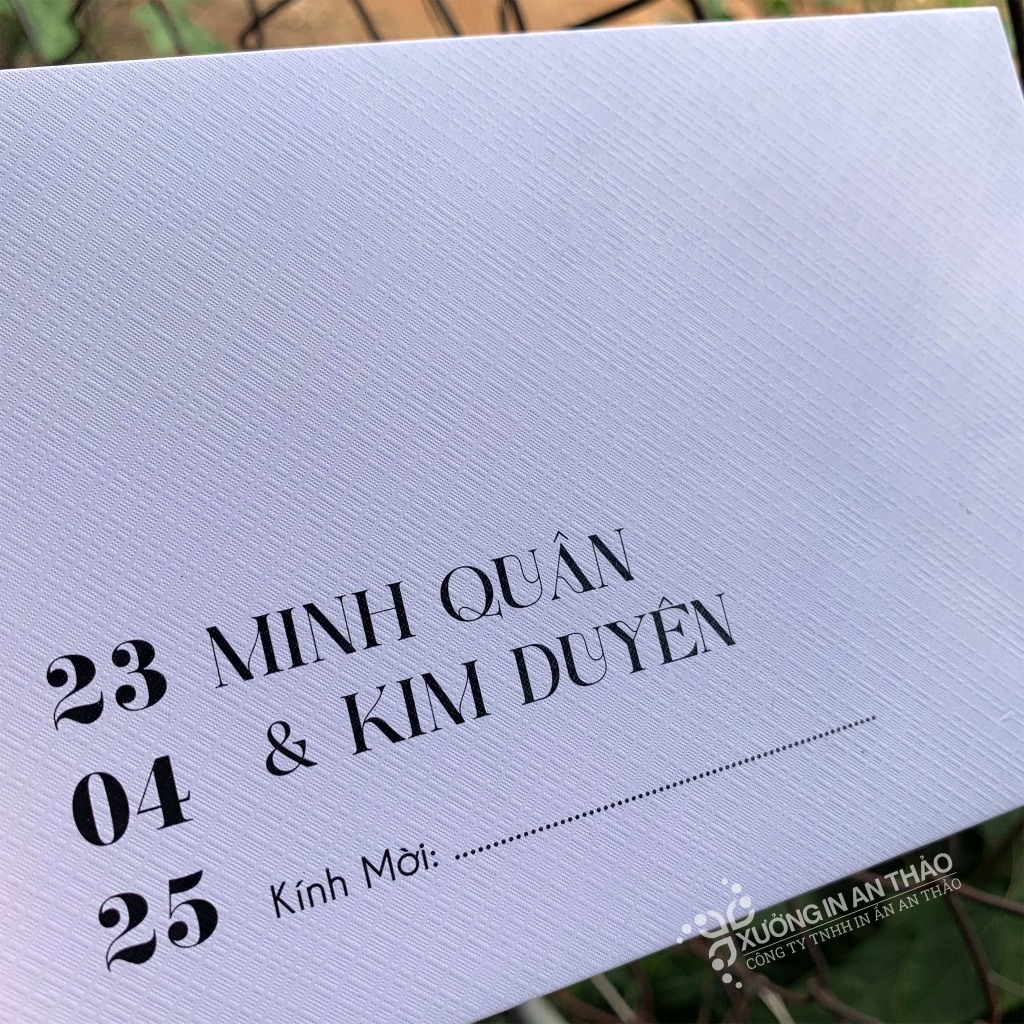 23
04
25
MINH QUÂN
& KIM DUYÊN
Kính Mời: ........................................
XƯỞNG IN AN THẢO
CÔNG TY TNHH IN ẤN AN THẢO